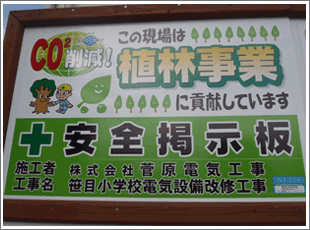 CO2削減!
この現場は
植林事業
に貢献しています
安全掲示板
施工者 株式会社菅原電気工事
工事名 笹目小学校電気設備改修工事